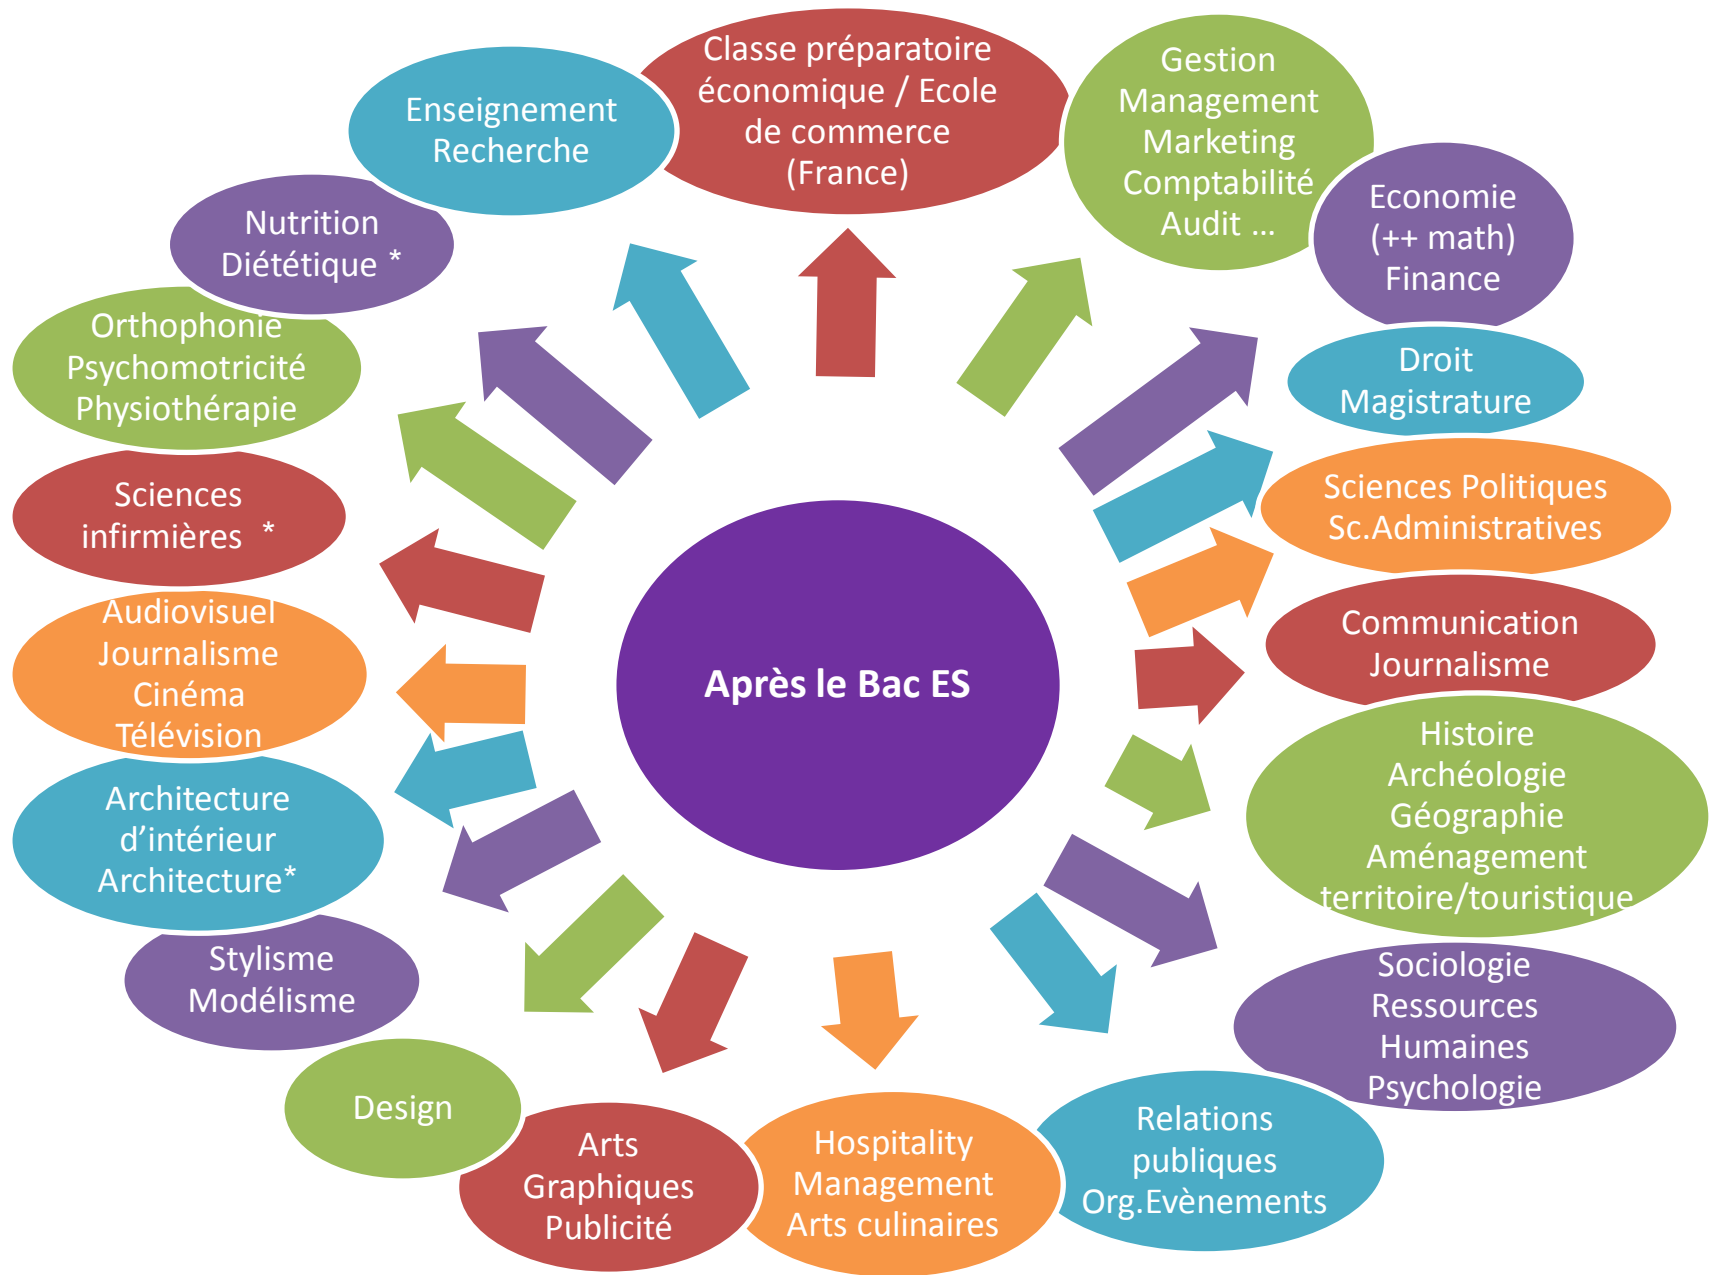 Classe préparatoire
économique / Ecole
de commerce
(France)
Gestion
Management
Marketing
Comptabilité
Audit ...
Economie
(++ math)
Finance
Droit
Magistrature
Sciences Politiques
Sc.Administratives
Communication
Journalisme
Histoire
Archéologie
Géographie
Aménagement
territoire/touristique
Sociologie
Ressources
Humaines
Psychologie
Relations
publiques
Org.Evènements
Hospitality
Management
Arts culinaires
Arts
Graphiques
Publicité
Design
Stylisme
Modélisme
Architecture
d’intérieur
Architecture*
Audiovisuel
Journalisme
Cinéma
Télévision
Sciences
infirmières *
Orthophonie
Psychomotricité
Physiothérapie
Nutrition
Diététique *
Enseignement
Recherche
Après le Bac ES